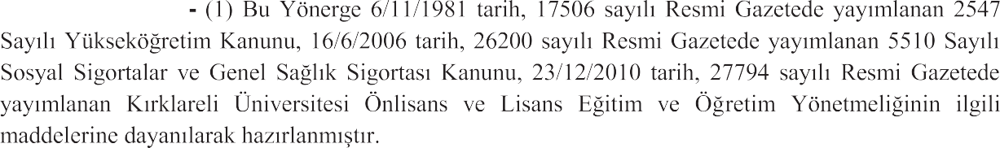 - (1) Bu Yönerge 6/11/1981 tarih, 17506 sayılı Resmi Gazetede yayımlanan 2547
Sayılı Yükseköğretim Kanunu, 16/6/2006 tarih, 26200 sayılı Resmi Gazetede yayımlanan 5510 Sayılı
Sosyal Sigortalar ve Genel Sağlık Sigortası Kanunu, 23/12/2010 tarih, 27794 sayılı Resmi Gazetede
yayımlanan Kırklareli Üniversitesi Önlisans ve Lisans Eğitim ve Öğretim Yönetmeliğinin ilgili
maddelerine dayanılarak hazırlanmıştır.